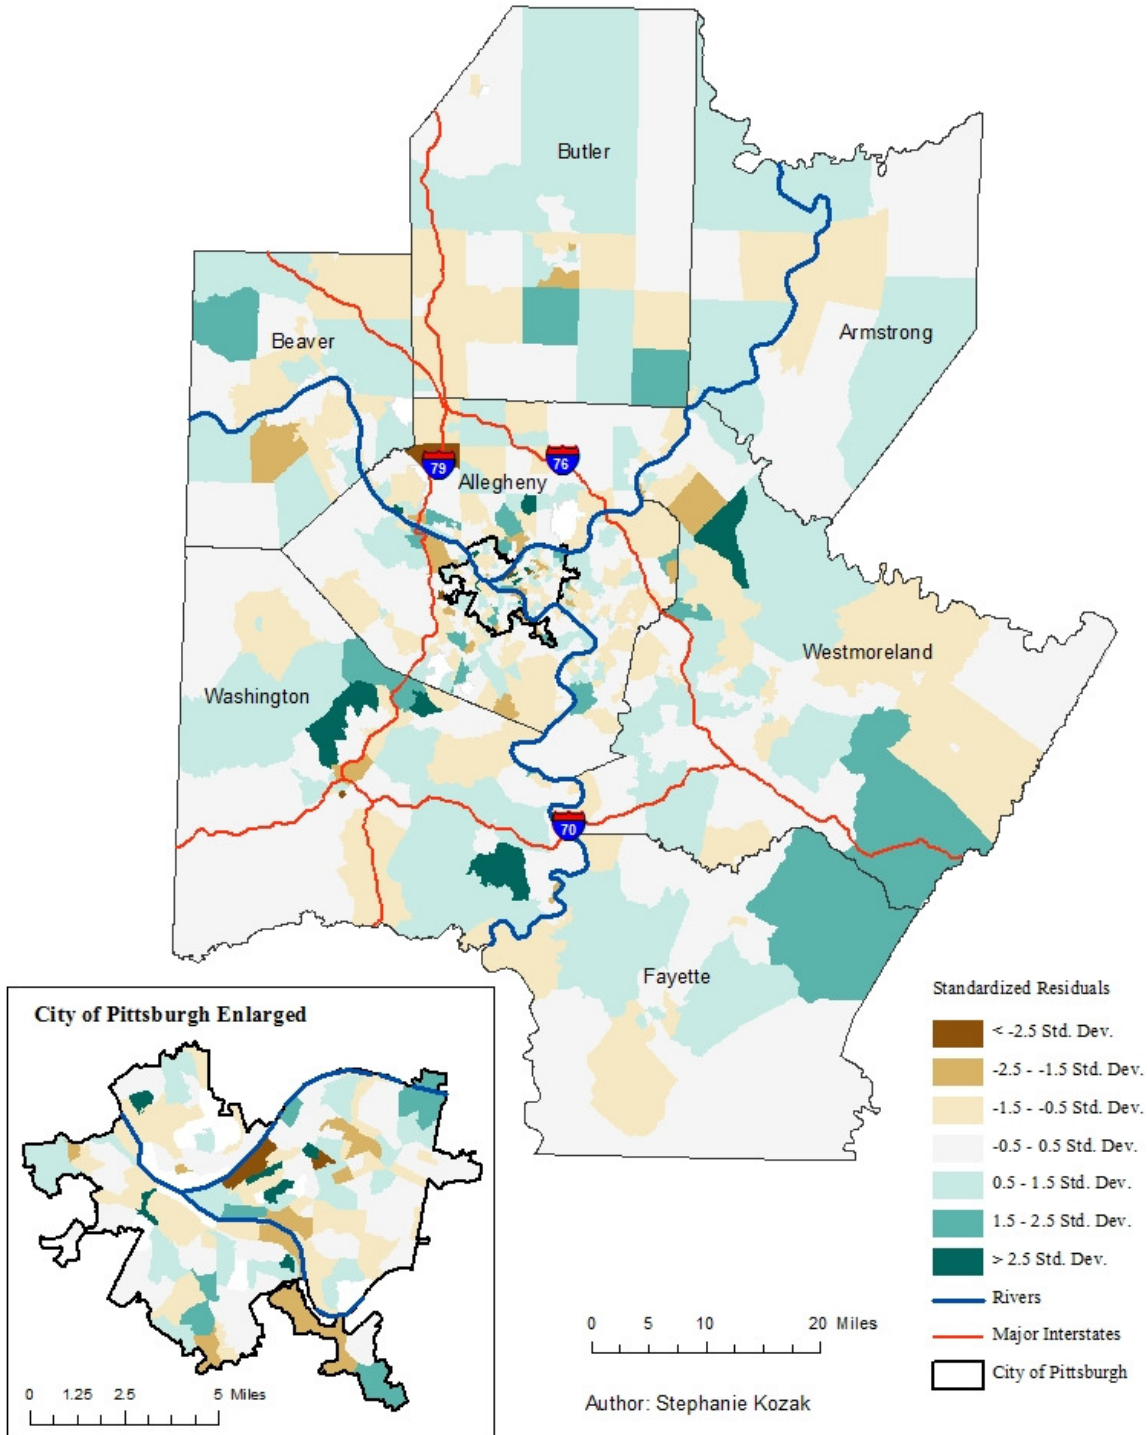 Butler
Armstrong
Beaver
79
76
Allegheny
Westmoreland
Washington
70
Fayette
City of Pittsburgh Enlarged
0 1.25 2.5 5 Miles
Standardized Residuals
< -2.5 Std. Dev.
-2.5 - -1.5 Std. Dev.
-1.5 - -0.5 Std. Dev.
-0.5 - 0.5 Std. Dev.
0.5 - 1.5 Std. Dev.
1.5 - 2.5 Std. Dev.
> 2.5 Std. Dev.
Rivers
Major Interstates
City of Pittsburgh
0 5 10 20 Miles
Author: Stephanie Kozak